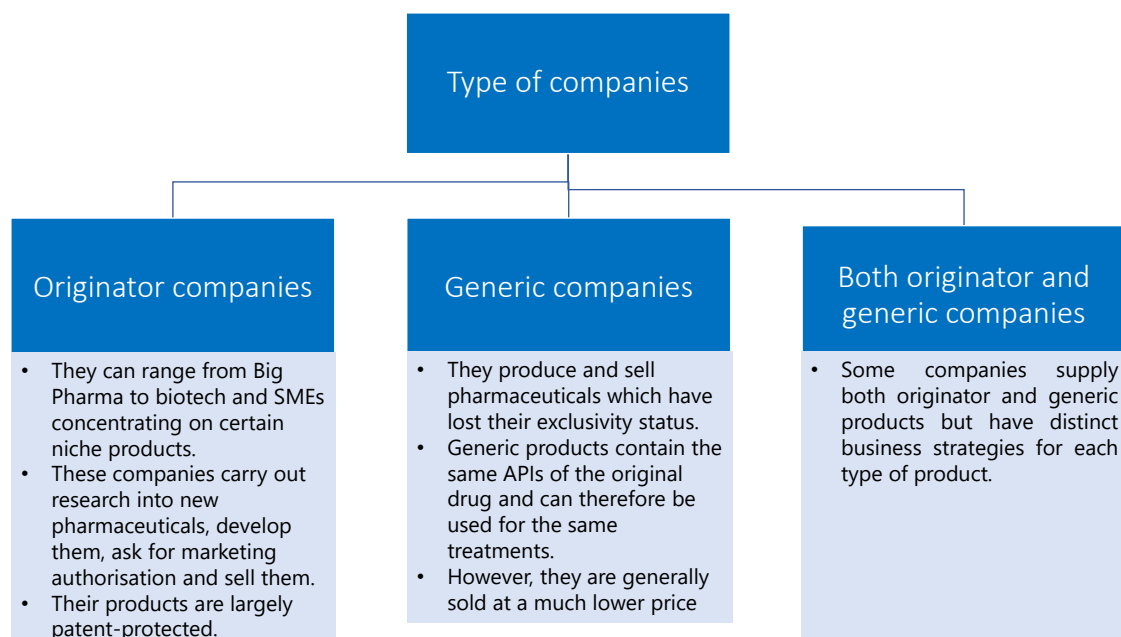 Type of companies
Originator companies
• They can range from Big
Pharma to biotech and SMEs
concentrating on certain
niche products.
• These companies carry out
research into new
pharmaceuticals, develop
them, ask for marketing
authorisation and sell them.
• Their products are largely
patent-protected.
Generic companies
• They produce and sell
pharmaceuticals which have
lost their exclusivity status.
• Generic products contain the
same APIs of the original
drug and can therefore be
used for the same
treatments.
• However, they are generally
sold at a much lower price
Both originator and
generic companies
• Some companies supply
both originator and generic
products but have distinct
business strategies for each
type of product.